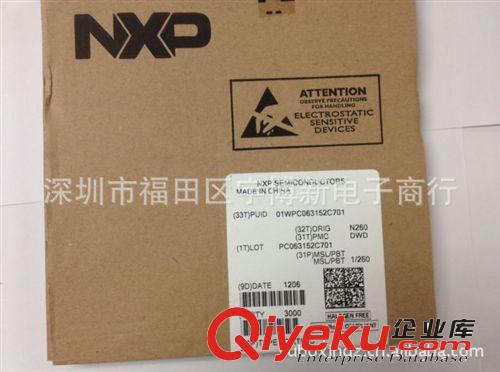 NXP
ATTENTION
OBSERVE PRECAUTIONS
FOR HANDLING
ELECTROSTATIC
SENSITIVE
DEVICES
深圳市福田区宇博新电子商行
NXP SEMICONDUCTORS
MADE IN CHINA
(33T)PUID 01WPC063152C701
(32T)ORIG N260
(31T)PMC DWD
(1T)LOT PC063152C701
(31P)MSL/PBT
MSL/PBT 1/260
(9D)DATE 1206
QTY 3000
HALOGEN FREE
TYPE
Qiyeku.com
企业库
Enterprise Database